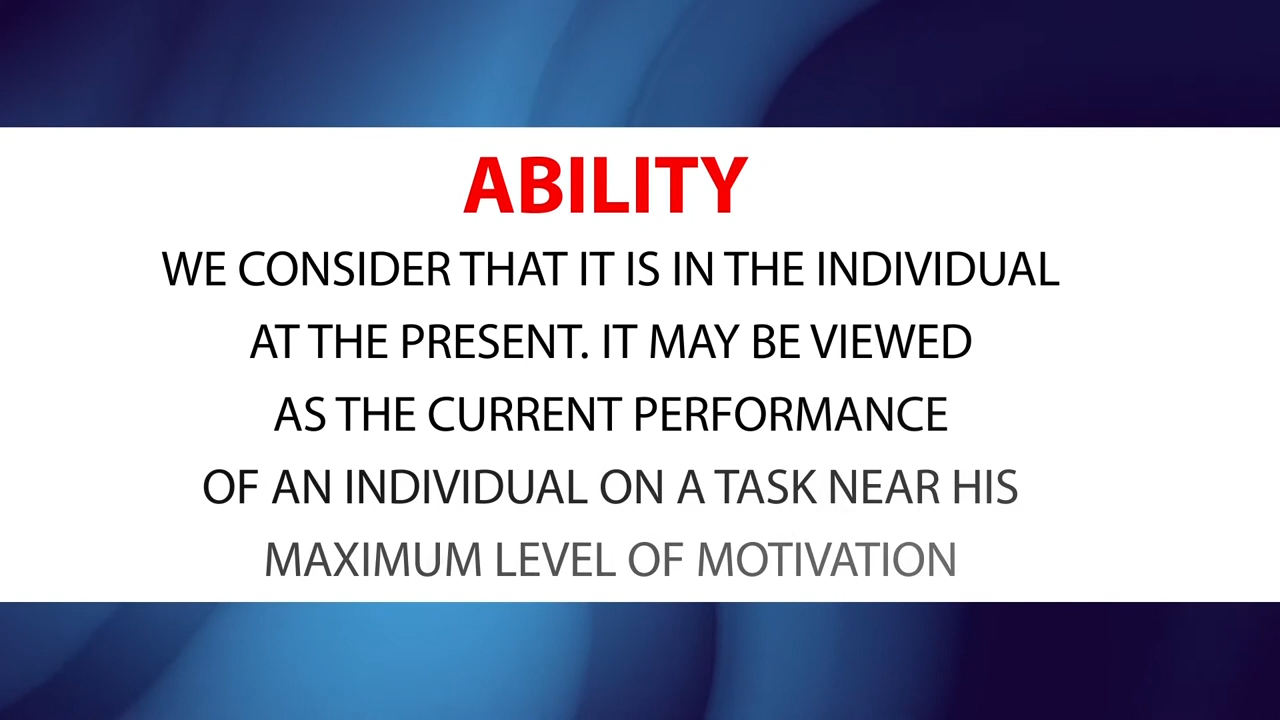 ABILITY
WE CONSIDER THAT IT IS IN THE INDIVIDUAL
AT THE PRESENT. IT MAY BE VIEWED
AS THE CURRENT PERFORMANCE
OF AN INDIVIDUAL ON A TASK NEAR HIS
MAXIMUM LEVEL OF MOTIVATION